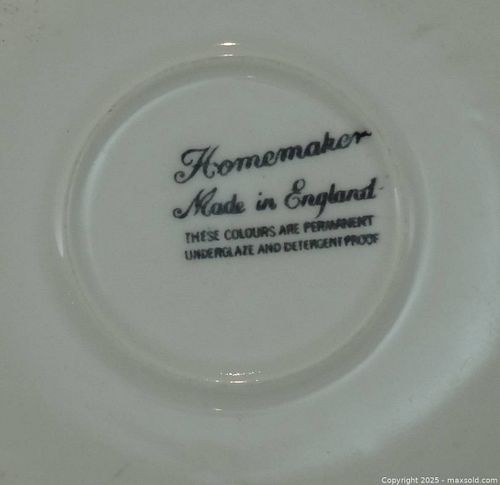 Homemaker
Made in England
THESE COLOURS ARE PERMANENT
UNDERGLAZE AND DETERGENT PROOF
Copyright 2025 - maxsold.com